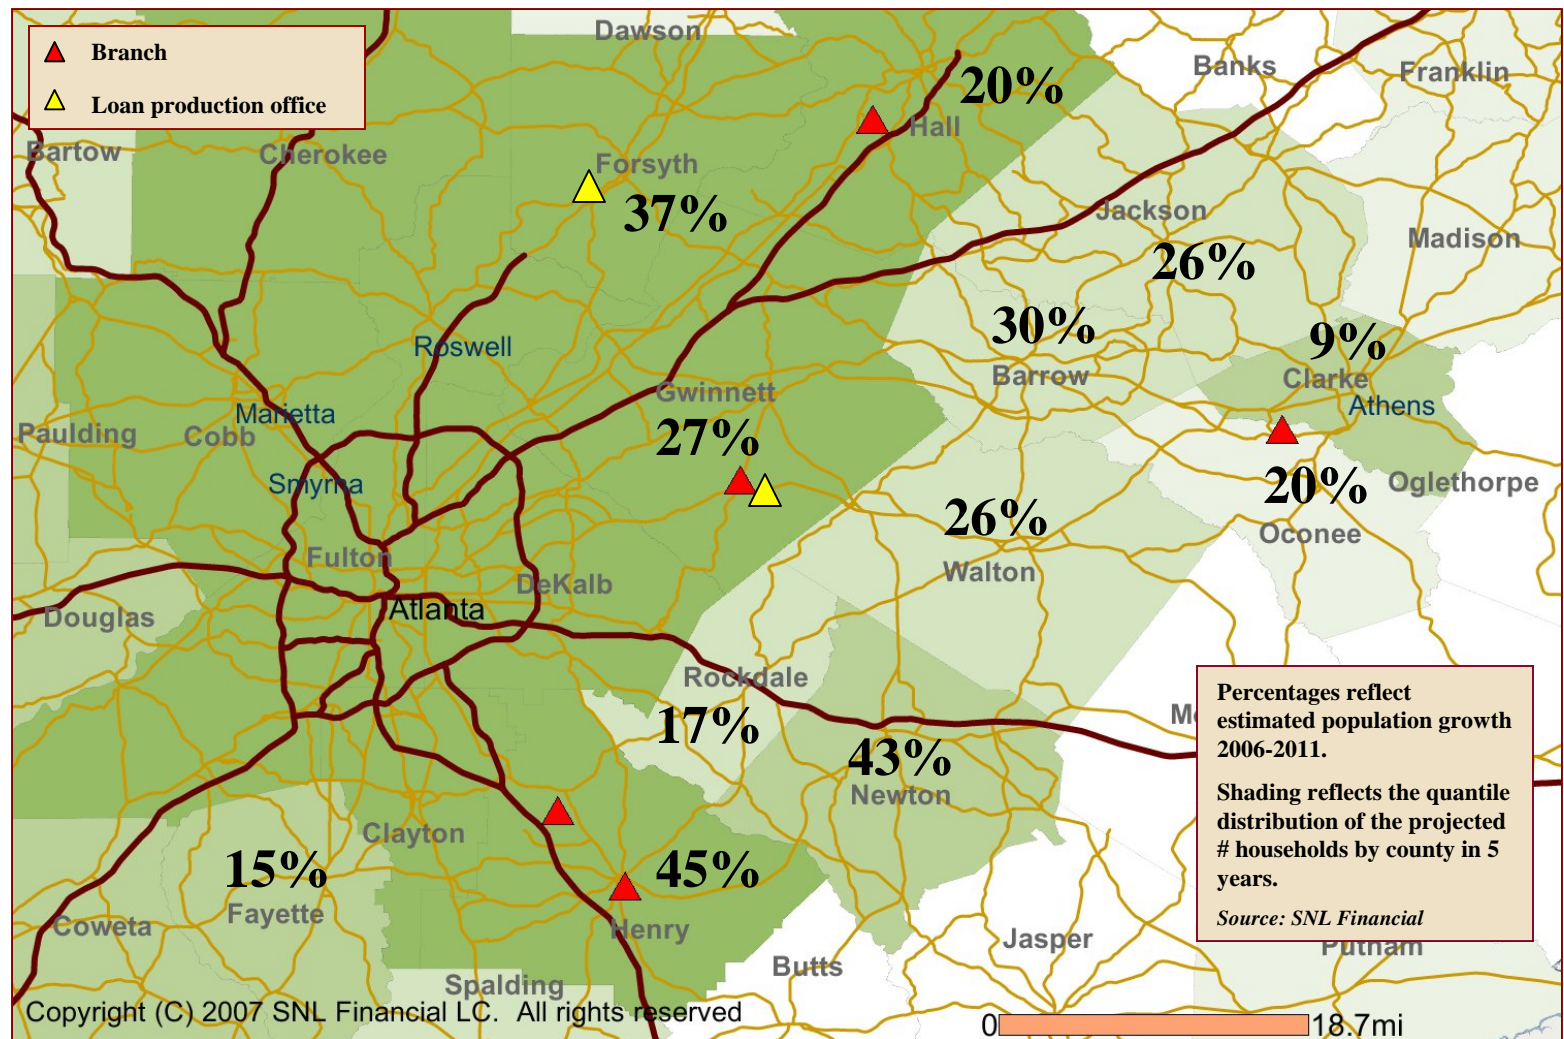 Branch
Loan production office
Dawson
Banks
Franklin
20%
Hall
Bartow
Cherokee
Forsyth
37%
Jackson
26%
Madison
30%
Barrow
9%
Clarke
Athens
Roswell
Gwinnett
27%
Marietta
Paulding
Cobb
Smyrna
20%
Oconee
Oglethorpe
26%
Walton
Fulton
DeKalb
Atlanta
Douglas
Rockdale
17%
43%
Newton
Percentages reflect
estimated population growth
2006-2011.
Shading reflects the quantile
distribution of the projected
# households by county in 5
years.
Source: SNL Financial
Clayton
15%
Fayette
45%
Henry
Coweta
Jasper
Putnam
Butts
Spalding
Copyright (C) 2007 SNL Financial LC. All rights reserved
0 18.7mi